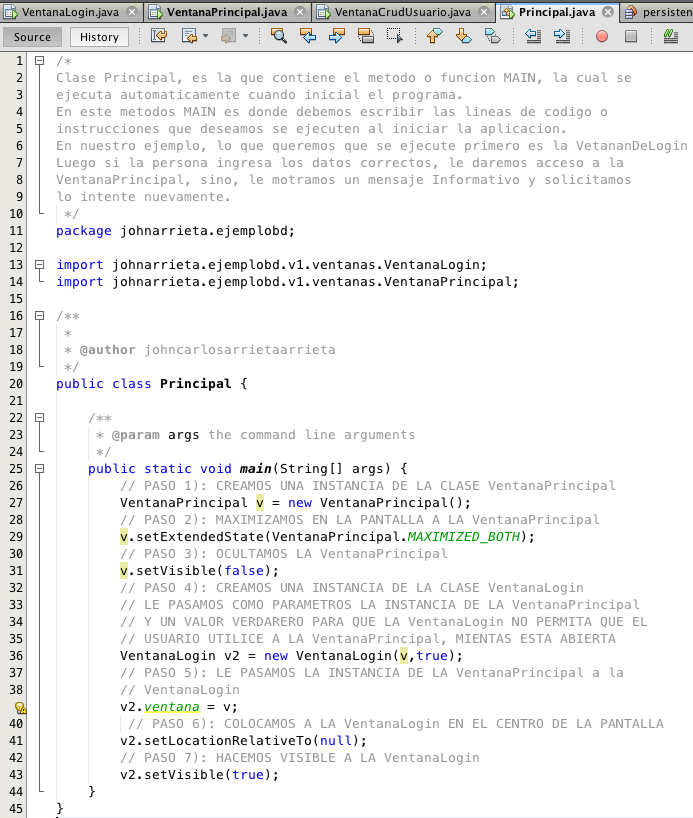 VentanaLogin.java VentanaPrincipal.java VentanaCrudUsuario.java Principal.java persisten
Source History
1 /*
2 Clase Principal, es la que contiene el metodo o funcion MAIN, la cual se
3 ejecuta automaticamente cuando inicial el programa.
4 En este metodos MAIN es donde debemos escribir las lineas de codigo o
5 instrucciones que deseamos se ejecuten al iniciar la aplicacion.
6 En nuestro ejemplo, lo que queremos que se ejecute primero es la VetananDeLogin
7 Luego si la persona ingresa los datos correctos, le daremos acceso a la
8 VentanaPrincipal, sino, le motramos un mensaje Informativo y solicitamos
9 lo intente nuevamente.
10 */
11 package johnarrieta.ejemplobd;
12
13 import johnarrieta.ejemplobd.v1.ventanas.VentanaLogin;
14 import johnarrieta.ejemplobd.v1.ventanas.VentanaPrincipal;
15
16 /**
17 *
18 * @author johncarlosarrietaarrieta
19 */
20 public class Principal {
21
22 /**
23 * @param args the command line arguments
24 */
25 public static void main(String[] args) {
26 // PASO 1): CREAMOS UNA INSTANCIA DE LA CLASE VentanaPrincipal
27 VentanaPrincipal v = new VentanaPrincipal();
28 // PASO 2): MAXIMIZAMOS EN LA PANTALLA A LA VentanaPrincipal
29 v.setExtendedState(VentanaPrincipal.MAXIMIZED_BOTH);
30 // PASO 3): OCULTAMOS LA VentanaPrincipal
31 v.setVisible(false);
32 // PASO 4): CREAMOS UNA INSTANCIA DE LA CLASE VentanaLogin
33 // LE PASAMOS COMO PARAMETROS LA INSTANCIA DE LA VentanaPrincipal
34 // Y UN VALOR VERDARERO PARA QUE LA VentanaLogin NO PERMITA QUE EL
35 // USUARIO UTILICE A LA VentanaPrincipal, MIENTAS ESTA ABIERTA
36 VentanaLogin v2 = new VentanaLogin(v,true);
37 // PASO 5): LE PASAMOS LA INSTANCIA DE LA VentanaPrincipal a la
38 // VentanaLogin
v2.ventana = v;
40 // PASO 6): COLOCAMOS A LA VentanaLogin EN EL CENTRO DE LA PANTALLA
41 v2.setLocationRelativeTo(null);
42 // PASO 7): HACEMOS VISIBLE A LA VentanaLogin
43 v2.setVisible(true);
44 }
45 }